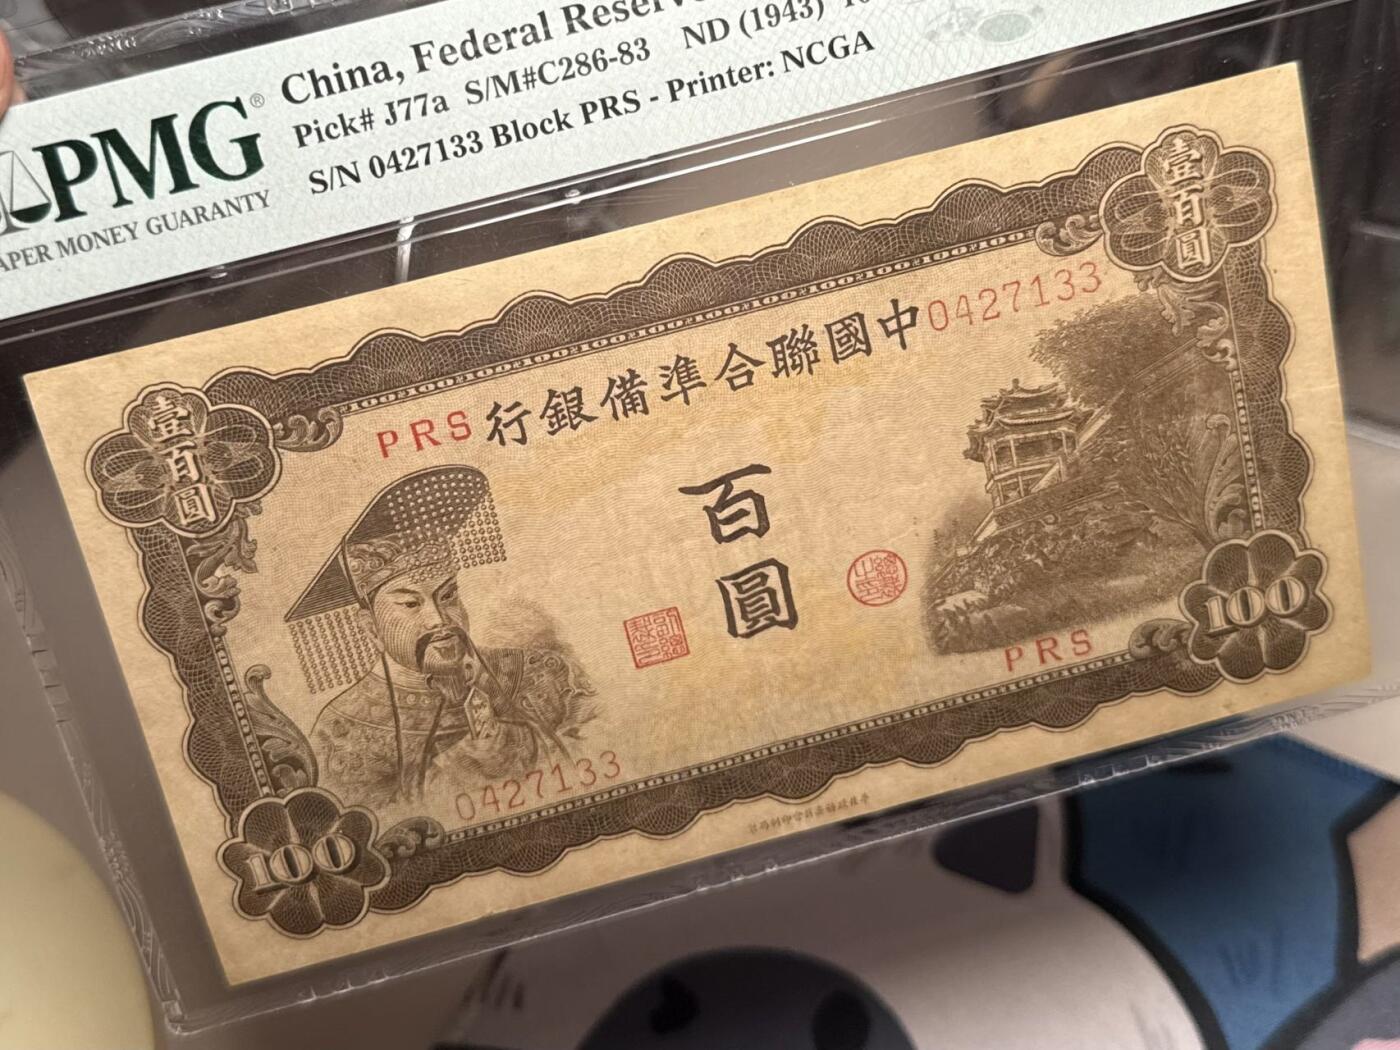 PMG®
PAPER MONEY GUARANTY
China, Federal Reserve
Pick# J77a S/M#C286-83 ND (1943)
S/N 0427133 Block PRS - Printer: NCGA
壹百圓
壹百圓
PRS 行銀備準合聯國中 0427133
百圓
PRS
0427133
100
100